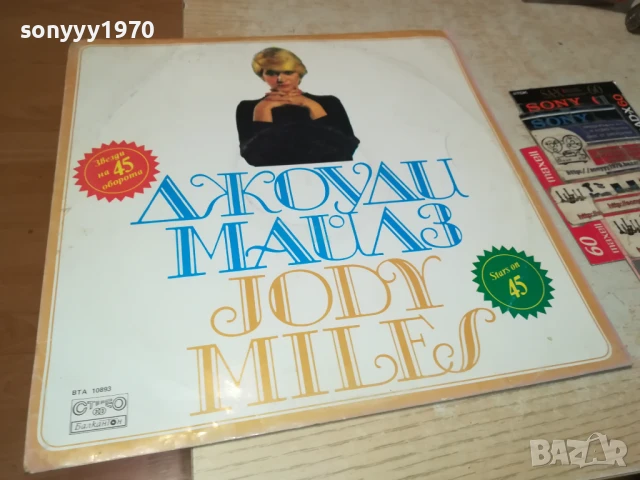 sonyyy1970
Звезди
на 45
оборота
ДЖОУДИ
МАЙЛЗ
JODY
MILES
Stars on
45
ВТА 10893
СТЕРЕО
Балкантон
SONY
SONY
maxell
60
bazar